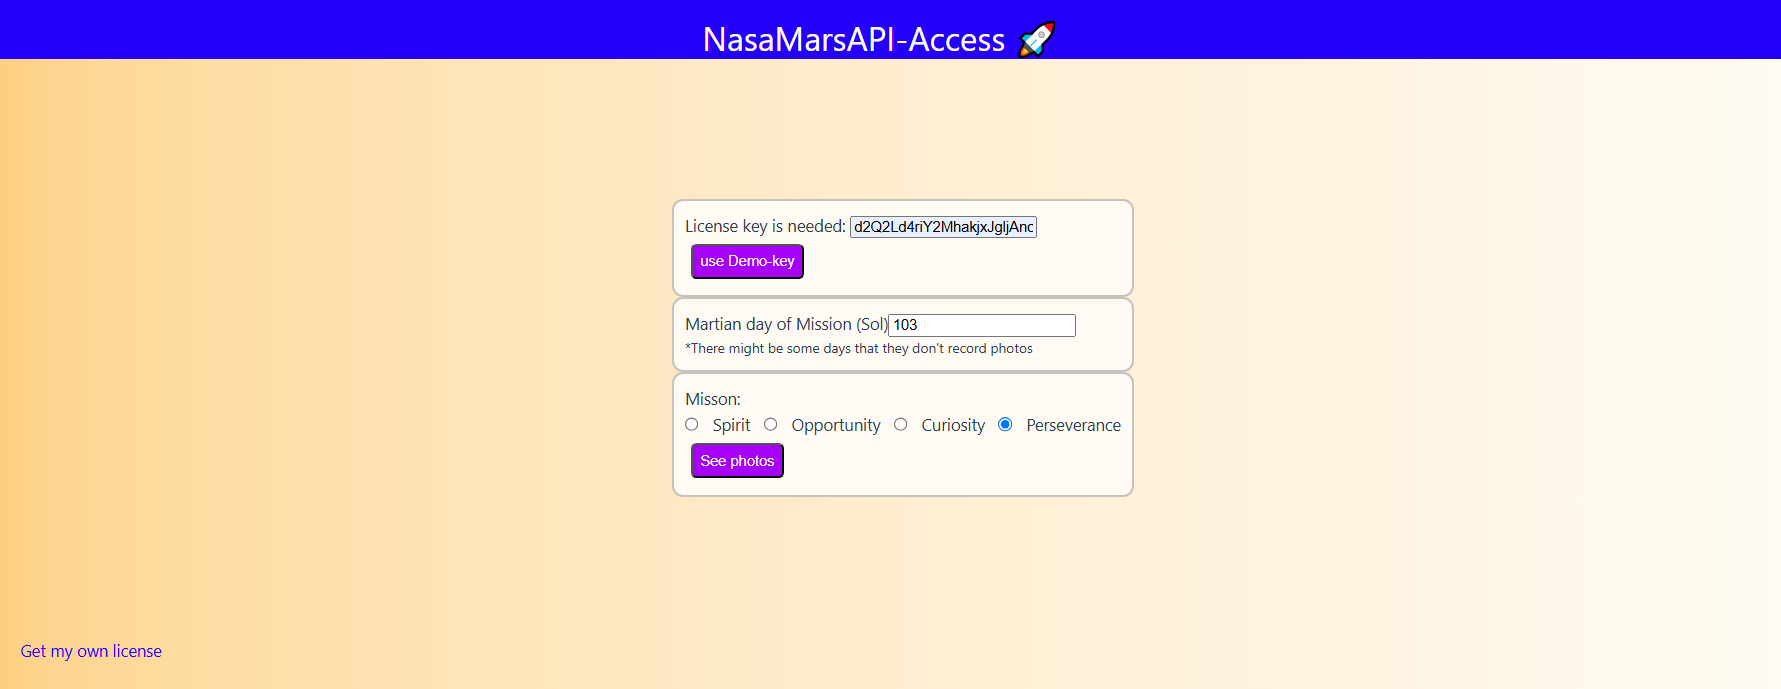 NasaMarsAPI-Access 🚀
License key is needed:
use Demo-key
Martian day of Mission (Sol) 103
*There might be some days that they don't record photos
Misson:
Spirit Opportunity Curiosity Perseverance
See photos
Get my own license